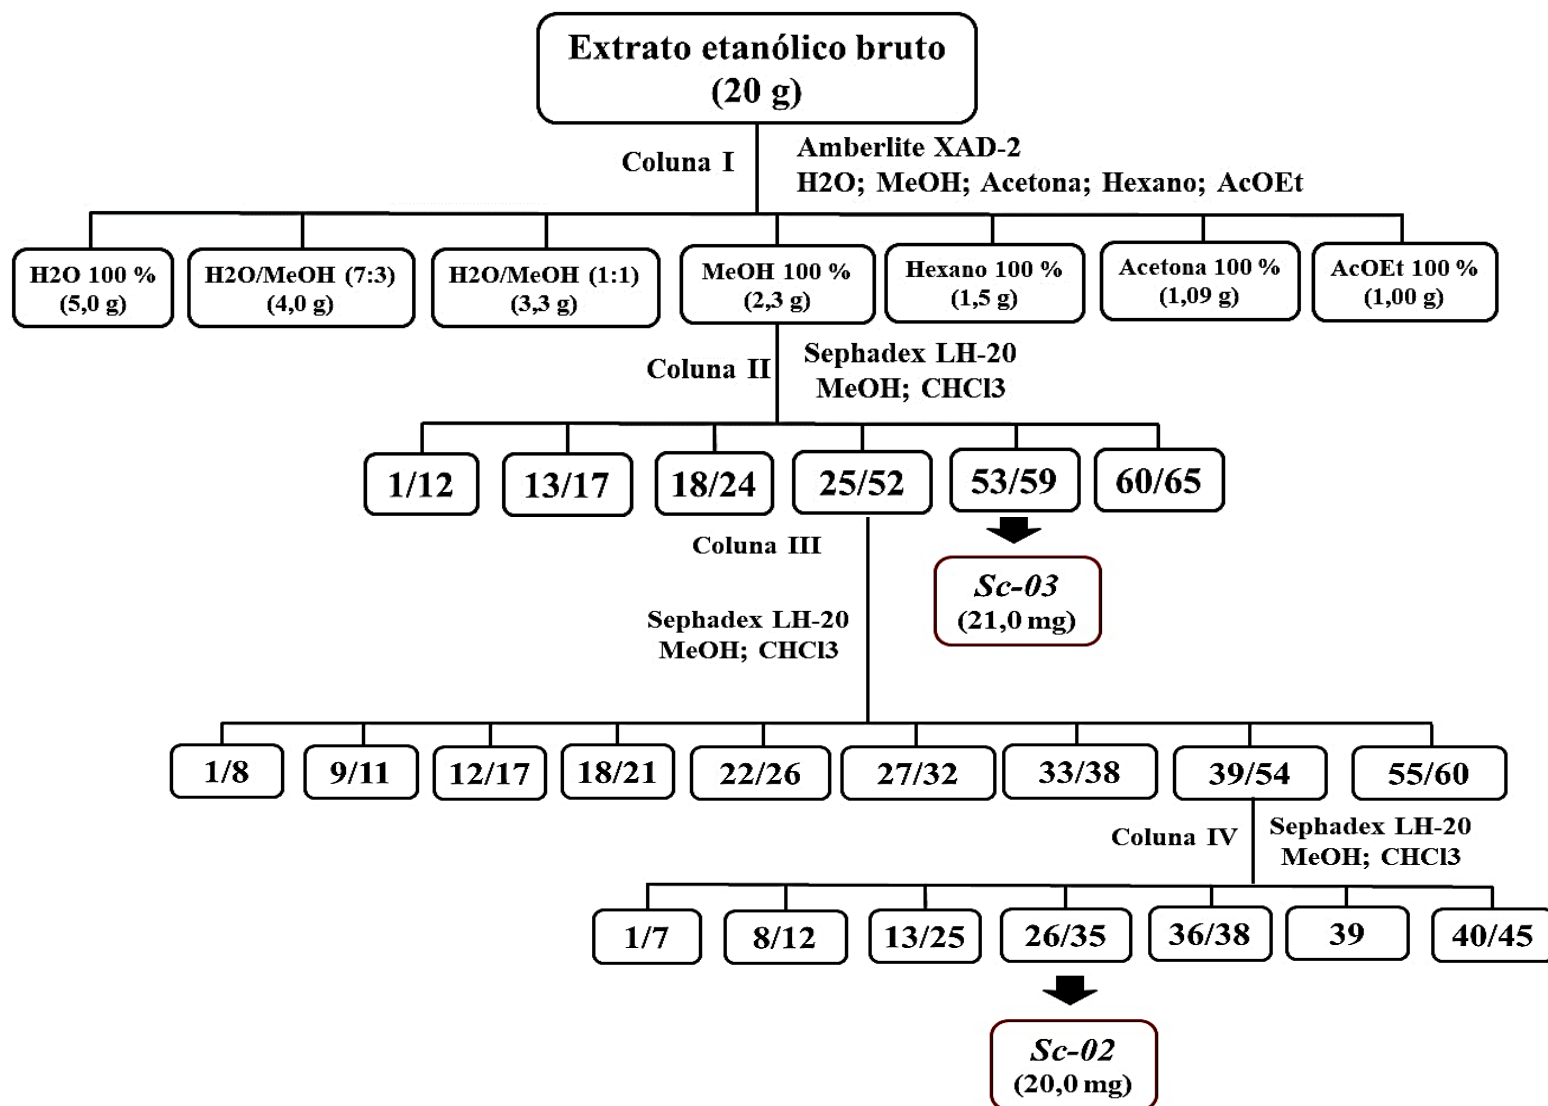 Extrato etanólico bruto
(20 g)
Coluna I
Amberlite XAD-2
H2O; MeOH; Acetona; Hexano; AcOEt
H2O 100 %
(5,0 g)
H2O/MeOH (7:3)
(4,0 g)
H2O/MeOH (1:1)
(3,3 g)
MeOH 100 %
(2,3 g)
Hexano 100 %
(1,5 g)
Acetona 100 %
(1,09 g)
AcOEt 100 %
(1,00 g)
Coluna II
Sephadex LH-20
MeOH; CHCl3
1/12
13/17
18/24
25/52
53/59
60/65
Coluna III
Sc-03
(21,0 mg)
Sephadex LH-20
MeOH; CHCl3
1/8
9/11
12/17
18/21
22/26
27/32
33/38
39/54
55/60
Coluna IV
Sephadex LH-20
MeOH; CHCl3
1/7
8/12
13/25
26/35
36/38
39
40/45
Sc-02
(20,0 mg)